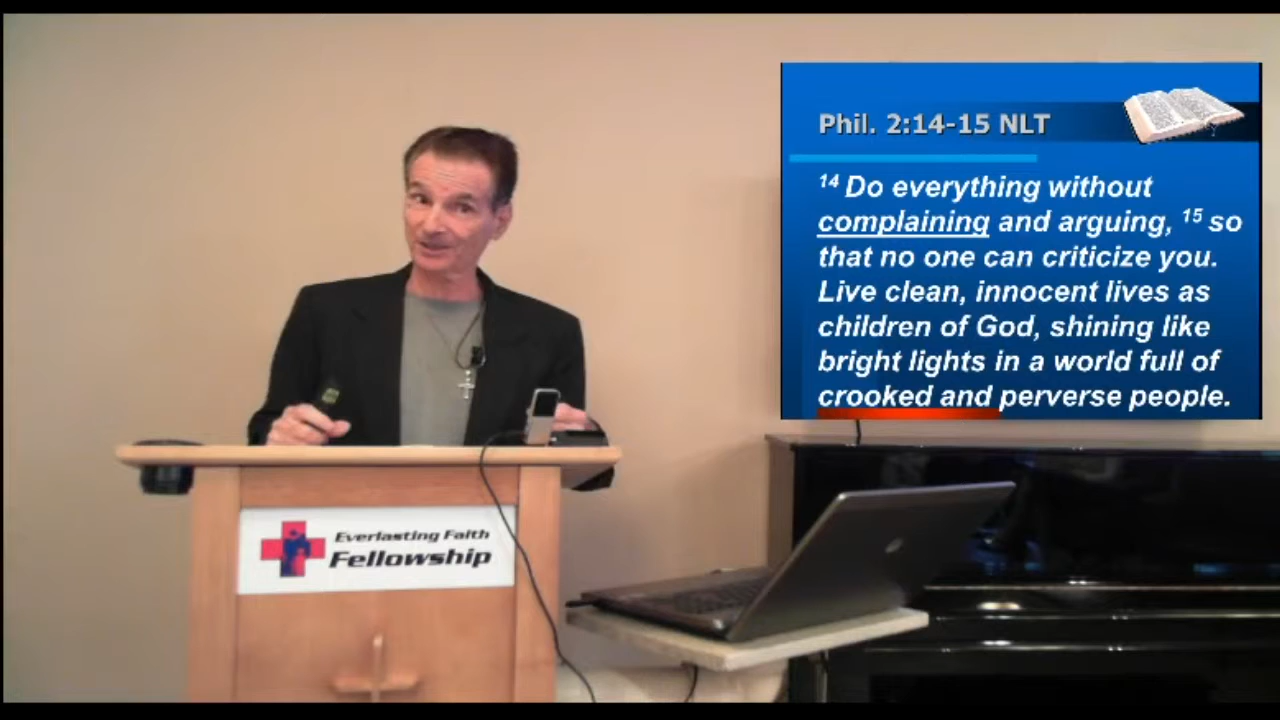 Phil. 2:14-15 NLT
14 Do everything without
complaining and arguing, 15 so
that no one can criticize you.
Live clean, innocent lives as
children of God, shining like
bright lights in a world full of
crooked and perverse people.
Everlasting Faith
Fellowship